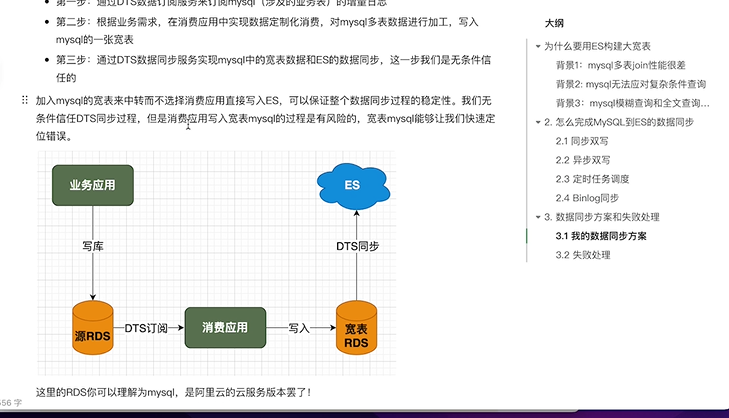 第一步：通过DTS数据订阅服务来订阅mysql（涉及的业务表）的增量日志
第二步：根据业务需求，在消费应用中实现数据定制化消费，对mysql多表数据进行加工，写入
mysql的一张宽表
第三步：通过DTS数据同步服务实现mysql中的宽表数据和ES的数据同步，这一步我们是无条件信
任的
加入mysql的宽表来中转而不选择消费应用直接写入ES，可以保证整个数据同步过程的稳定性。我们无
条件信任DTS同步过程，但是消费应用写入宽表mysql的过程是有风险的，宽表mysql能够让我们快速定
位错误。
业务应用
ES
写库
DTS同步
源RDS
DTS订阅
消费应用
写入
宽表
RDS
这里的RDS你可以理解为mysql，是阿里云的云服务版本罢了！
656 字
大纲
为什么要用ES构建大宽表
背景1：mysql多表join性能很差
背景2: mysql无法应对复杂条件查询
背景3：mysql模糊查询和全文查询...
2. 怎么完成MySQL到ES的数据同步
2.1 同步双写
2.2 异步双写
2.3 定时任务调度
2.4 Binlog同步
3. 数据同步方案和失败处理
3.1 我的数据同步方案
3.2 失败处理